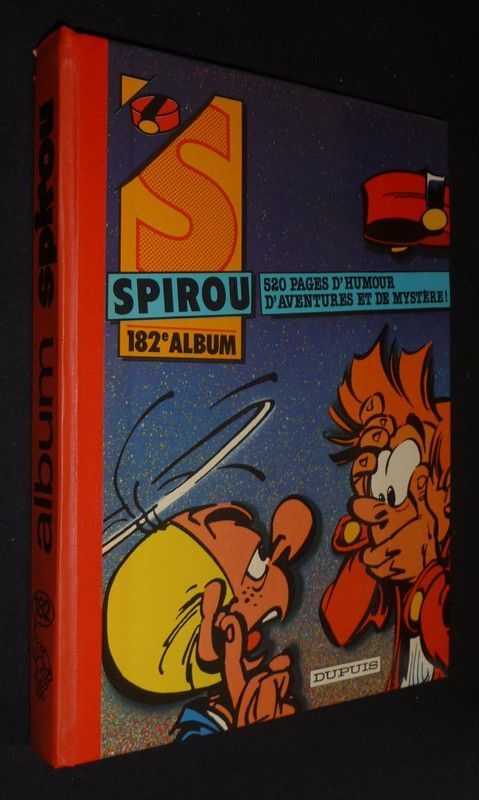 S
SPIROU
520 PAGES D'HUMOUR
D'AVENTURES ET DE MYSTÈRE!
182e ALBUM
DUPUIS
album spirou
182